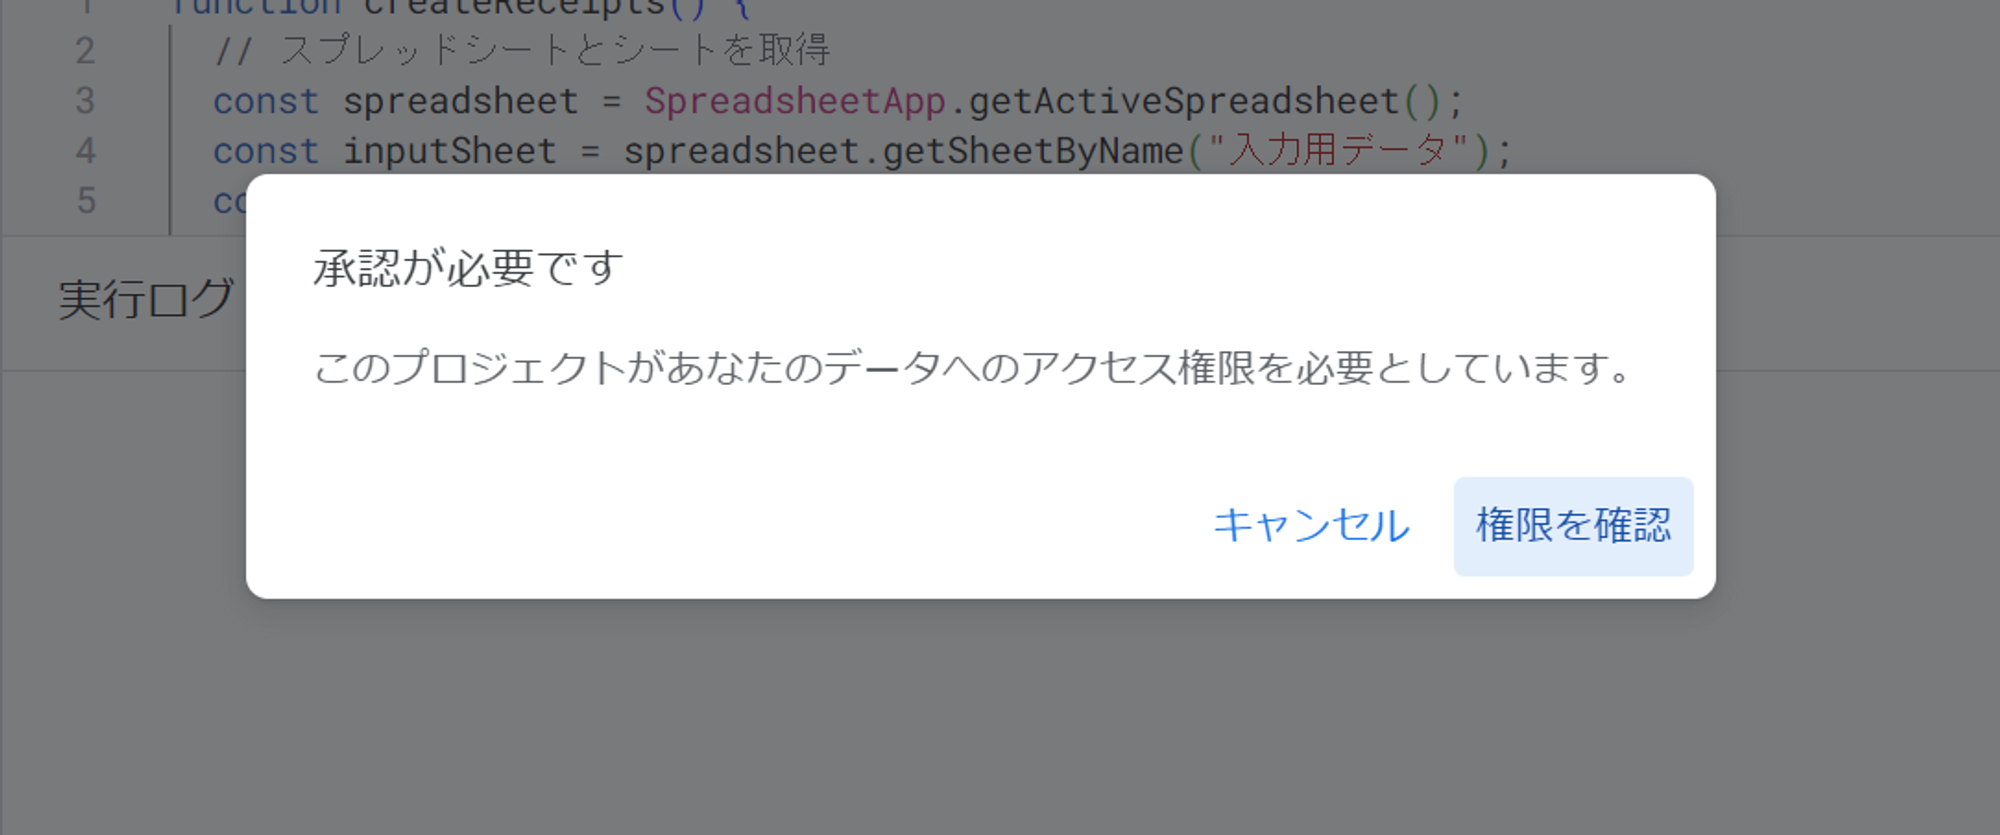 1 function createReceipts() {
2 // スプレッドシートとシートを取得
3 const spreadsheet = SpreadsheetApp.getActiveSpreadsheet();
4 const inputSheet = spreadsheet.getSheetByName("入力用データ");
5 co
実行ログ
承認が必要です
このプロジェクトがあなたのデータへのアクセス権限を必要としています。
キャンセル 権限を確認